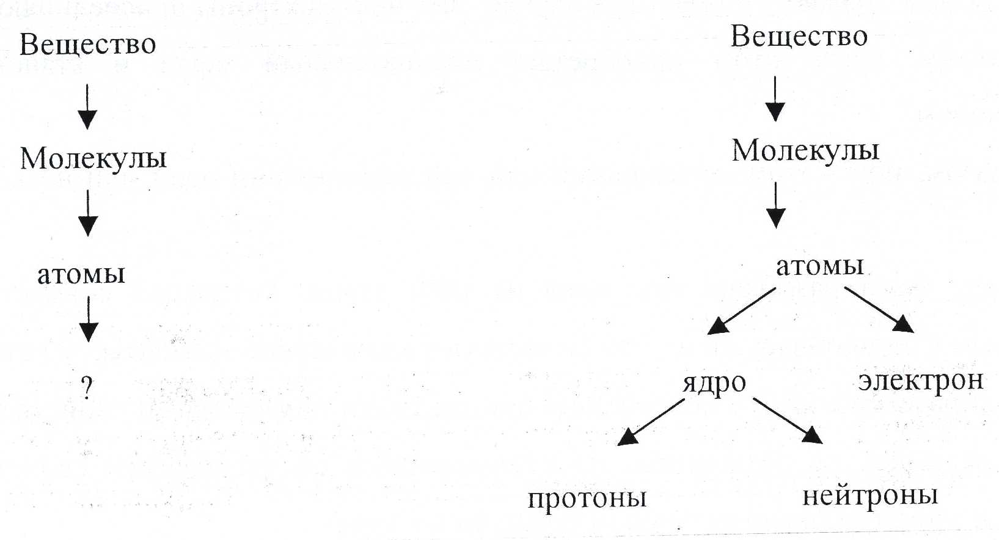 Вещество
Молекулы
атомы
?
Вещество
Молекулы
атомы
ядро электрон
протоны нейтроны